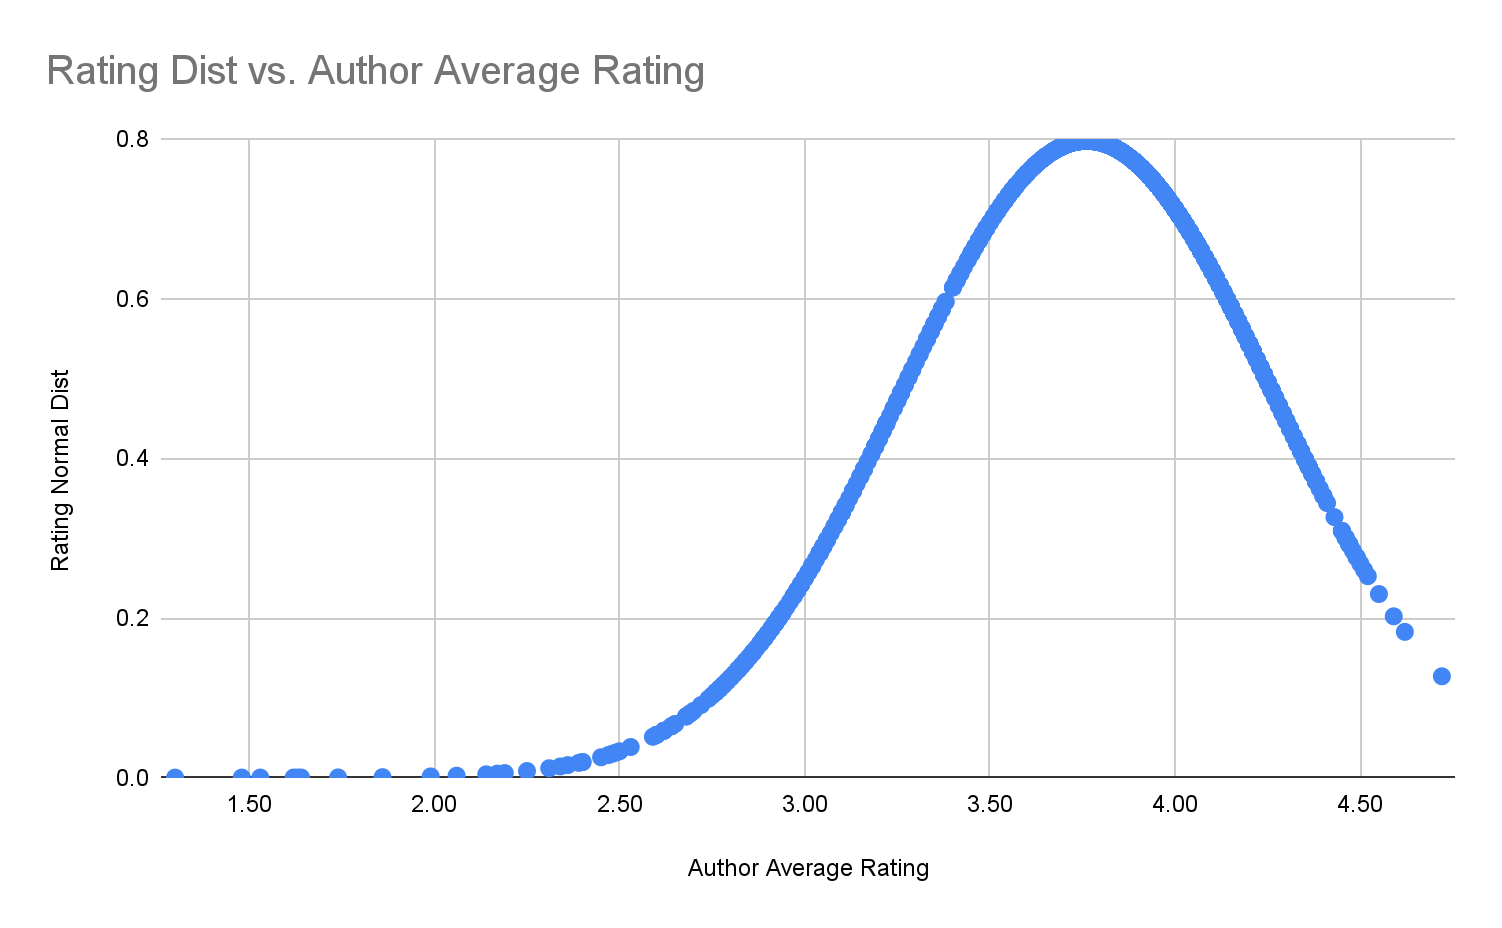 Rating Dist vs. Author Average Rating
0.8
0.6
0.4
0.2
0.0
Rating Normal Dist
1.50 2.00 2.50 3.00 3.50 4.00 4.50
Author Average Rating